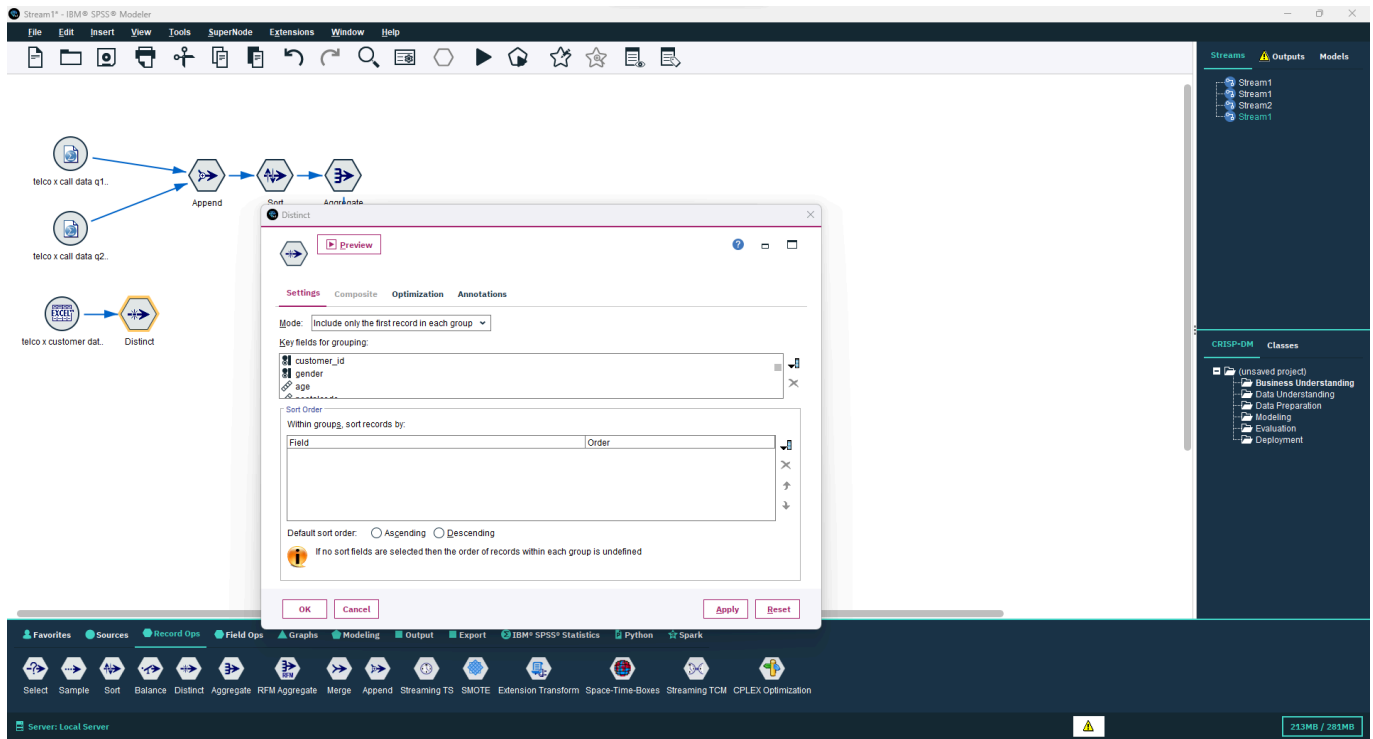 Stream1* - IBM® SPSS® Modeler
File Edit Insert View Tools SuperNode Extensions Window Help
Streams Outputs Models
Stream1
Stream1
Stream2
Stream1
telco x call data q1..
Append
Sort
Aggregate
telco x call data q2..
EXCEL
telco x customer dat..
Distinct
Distinct
Preview
Settings Composite Optimization Annotations
Mode: Include only the first record in each group
Key fields for grouping:
customer_id
gender
age
Sort Order
Within groups, sort records by:
Field Order
Default sort order: Ascending Descending
If no sort fields are selected then the order of records within each group is undefined
OK Cancel Apply Reset
CRISP-DM Classes
(unsaved project)
Business Understanding
Data Understanding
Data Preparation
Modeling
Evaluation
Deployment
Favorites Sources Record Ops Field Ops Graphs Modeling Output Export IBM® SPSS® Statistics Python Spark
RFM
Select Sample Sort Balance Distinct Aggregate RFM Aggregate Merge Append Streaming TS SMOTE Extension Transform Space-Time-Boxes Streaming TCM CPLEX Optimization
Server: Local Server
213MB / 281MB